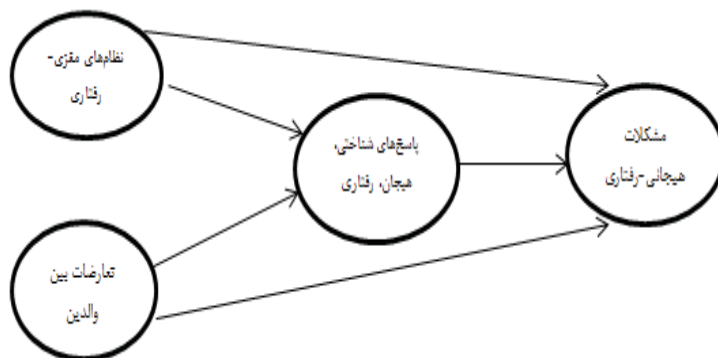 نظام‌های مغزی-
رفتاری
پاسخ‌های شناختی،
هیجان، رفتاری
مشکلات
هیجانی-رفتاری
تعارضات بین
والدین